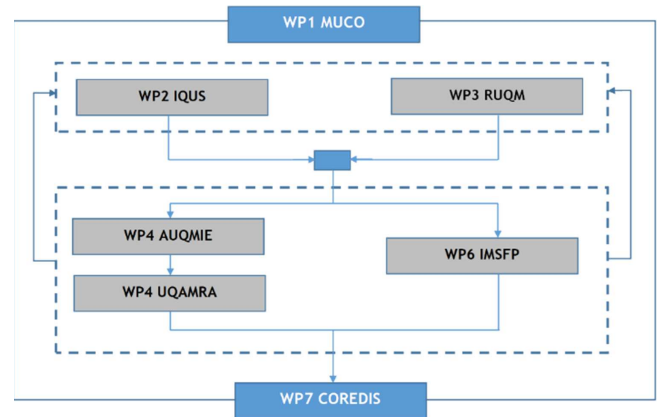 WP1 MUCO
WP2 IQUS
WP3 RUQM
WP4 AUQMIE
WP6 IMSFP
WP4 UQAMRA
WP7 COREDIS